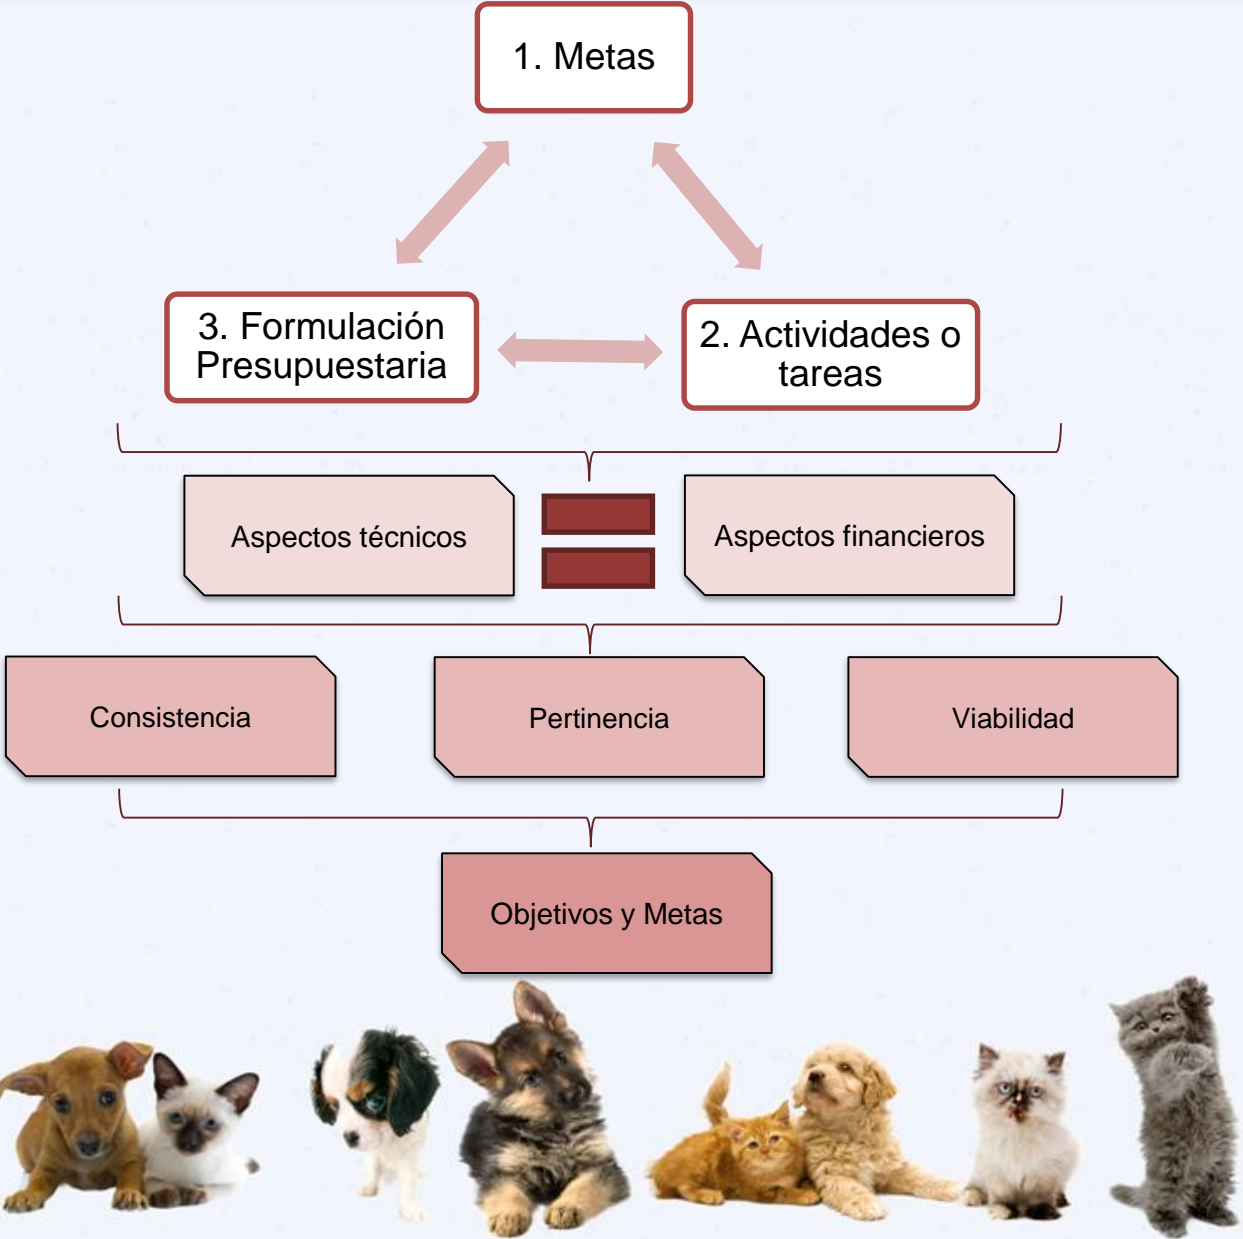 1. Metas
3. Formulación
Presupuestaria
2. Actividades o
tareas
Aspectos técnicos
Aspectos financieros
Consistencia
Pertinencia
Viabilidad
Objetivos y Metas